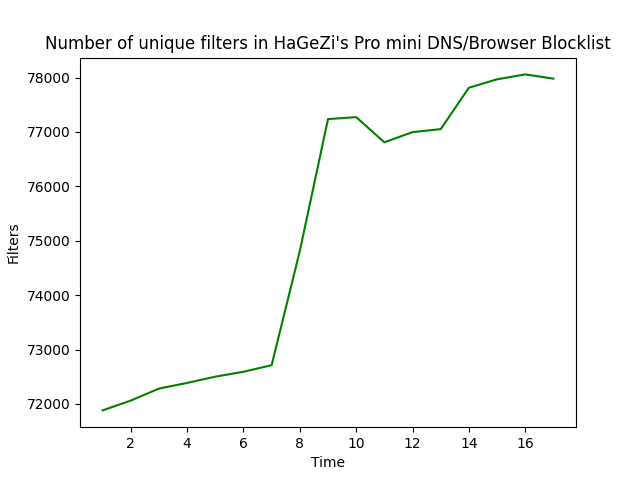 Number of unique filters in HaGeZi's Pro mini DNS/Browser Blocklist
78000
77000
76000
75000
74000
73000
72000
Filters
2 4 6 8 10 12 14 16
Time